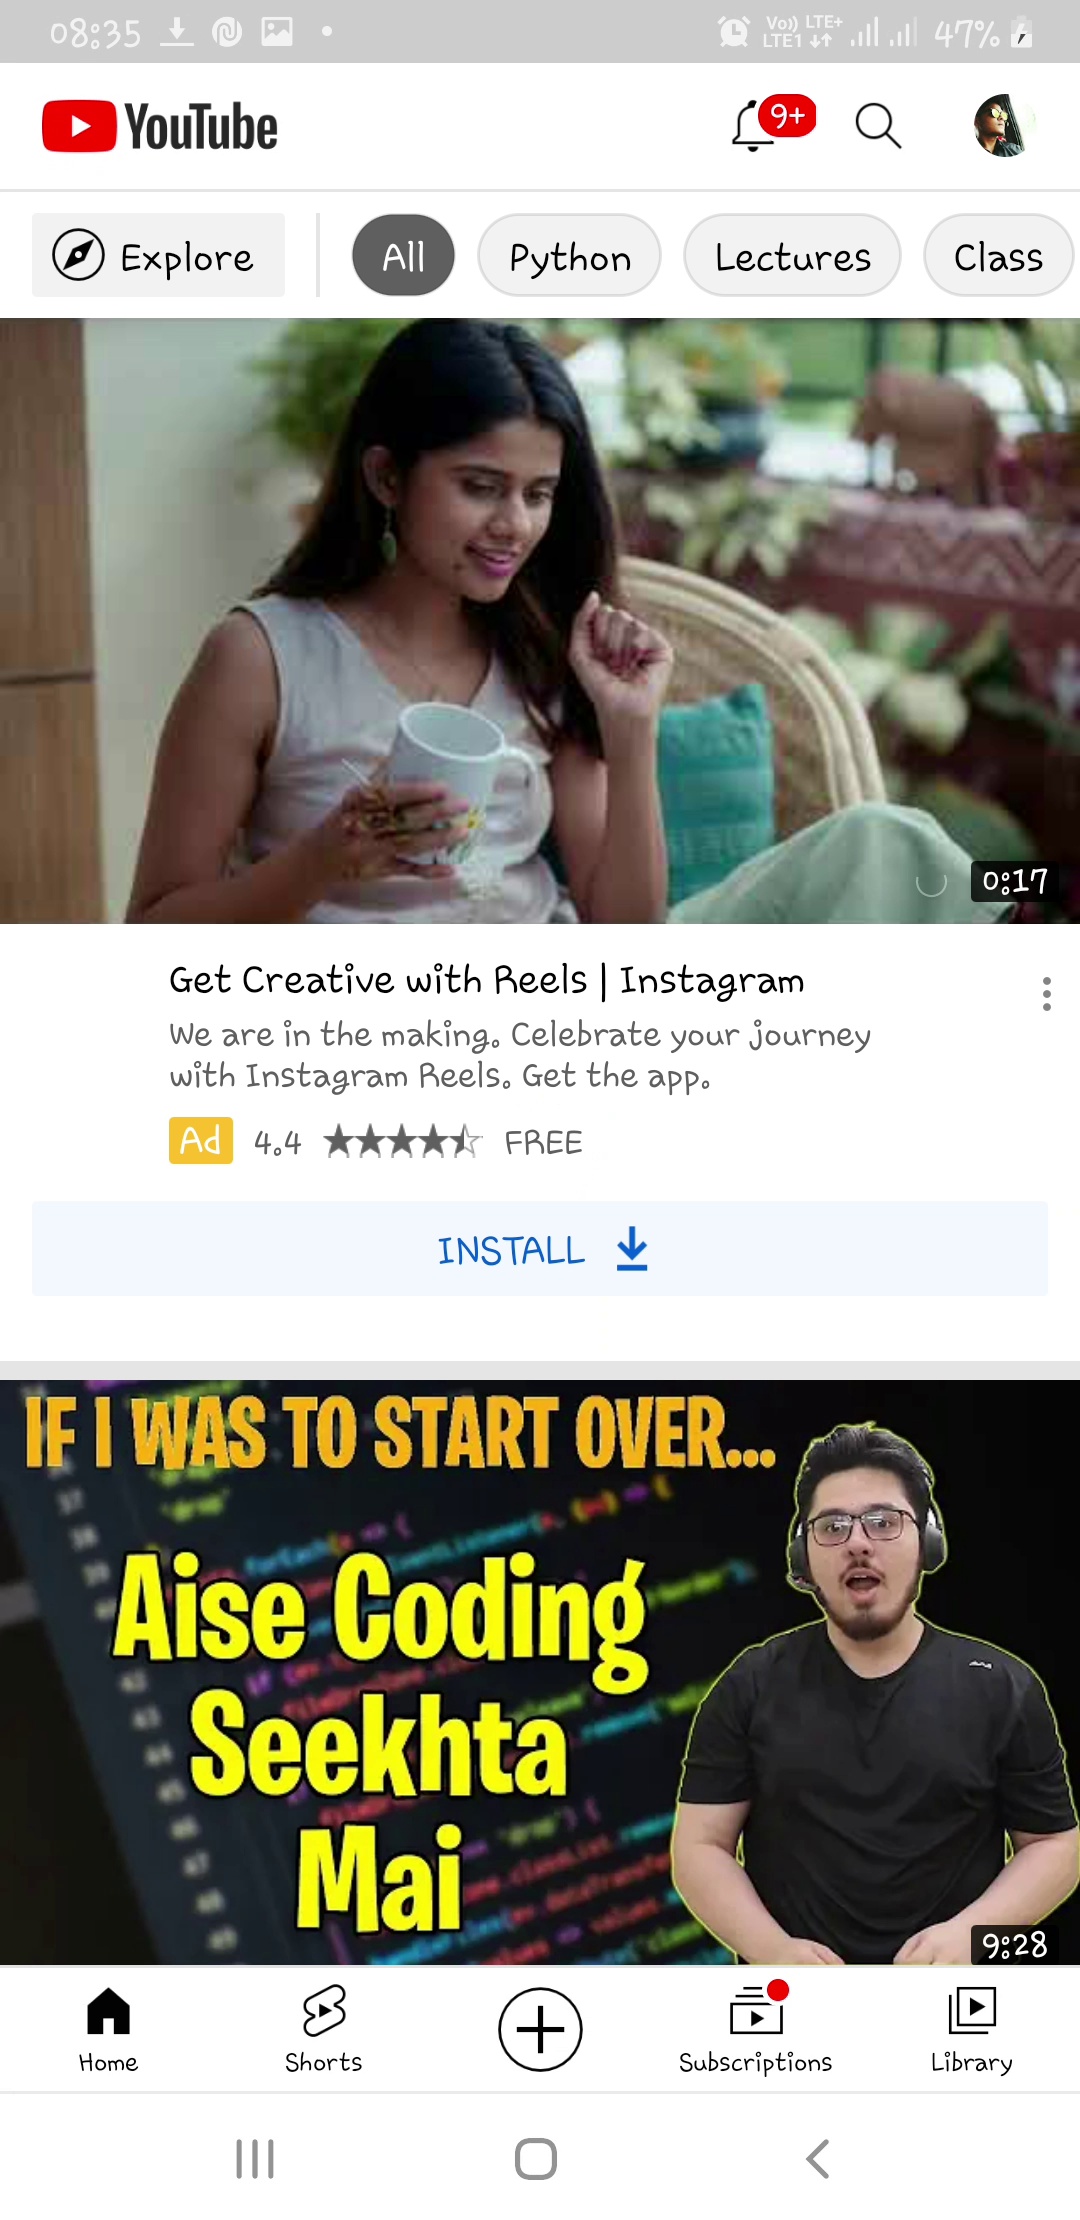 08:35
Vo)) LTE+
LTE1
47%
YouTube
9+
Explore
All
Python
Lectures
Class
0:17
Get Creative with Reels | Instagram
We are in the making. Celebrate your journey
with Instagram Reels. Get the app.
Ad 4.4 FREE
INSTALL
IF I WAS TO START OVER...
Aise Coding
Seekhta
Mai
9:28
Home
Shorts
Subscriptions
Library